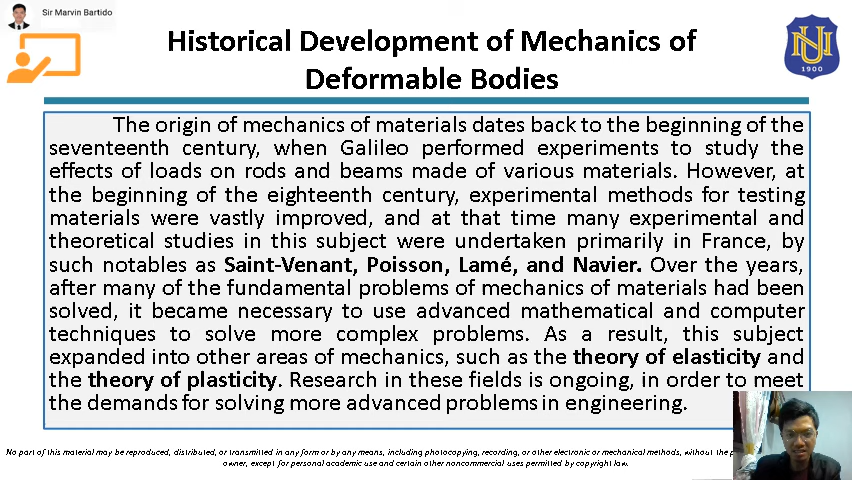 Sir Marvin Bartido
Historical Development of Mechanics of
Deformable Bodies
NU
1900
The origin of mechanics of materials dates back to the beginning of the
seventeenth century, when Galileo performed experiments to study the
effects of loads on rods and beams made of various materials. However, at
the beginning of the eighteenth century, experimental methods for testing
materials were vastly improved, and at that time many experimental and
theoretical studies in this subject were undertaken primarily in France, by
such notables as Saint-Venant, Poisson, Lamé, and Navier. Over the years,
after many of the fundamental problems of mechanics of materials had been
solved, it became necessary to use advanced mathematical and computer
techniques to solve more complex problems. As a result, this subject
expanded into other areas of mechanics, such as the theory of elasticity and
the theory of plasticity. Research in these fields is ongoing, in order to meet
the demands for solving more advanced problems in engineering.
No part of this material may be reproduced, distributed, or transmitted in any form or by any means, including photocopying, recording, or other electronic or mechanical methods, without the
owner, except for personal academic use and certain other noncommercial uses permitted by copyright law.